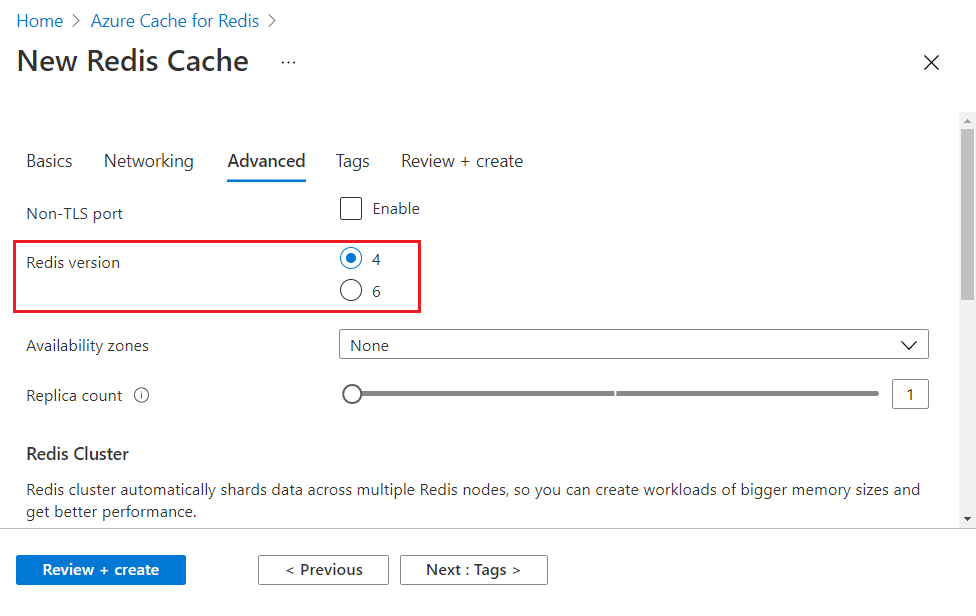 Home > Azure Cache for Redis >
New Redis Cache ...
Basics Networking Advanced Tags Review + create
Non-TLS port Enable
Redis version 4
6
Availability zones None
Replica count 1
Redis Cluster
Redis cluster automatically shards data across multiple Redis nodes, so you can create workloads of bigger memory sizes and
get better performance.
Review + create < Previous Next : Tags >